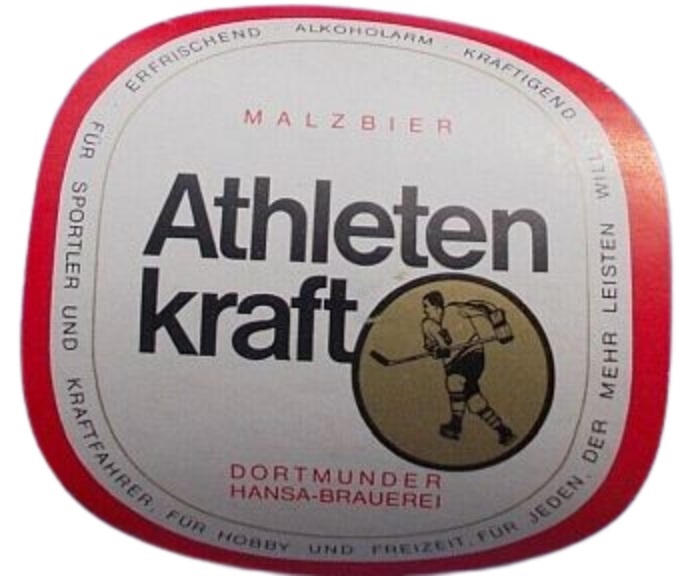 ERFRISCHEND ALKOHOLARM KRAFTIGEND
FÜR SPORTLER UND KRAFTFAHRER, FÜR HOBBY UND FREIZEIT, FÜR JEDEN, DER MEHR LEISTEN WILL
MALZBIER
Athleten
kraft
DORTMUNDER
HANSA-BRAUEREI